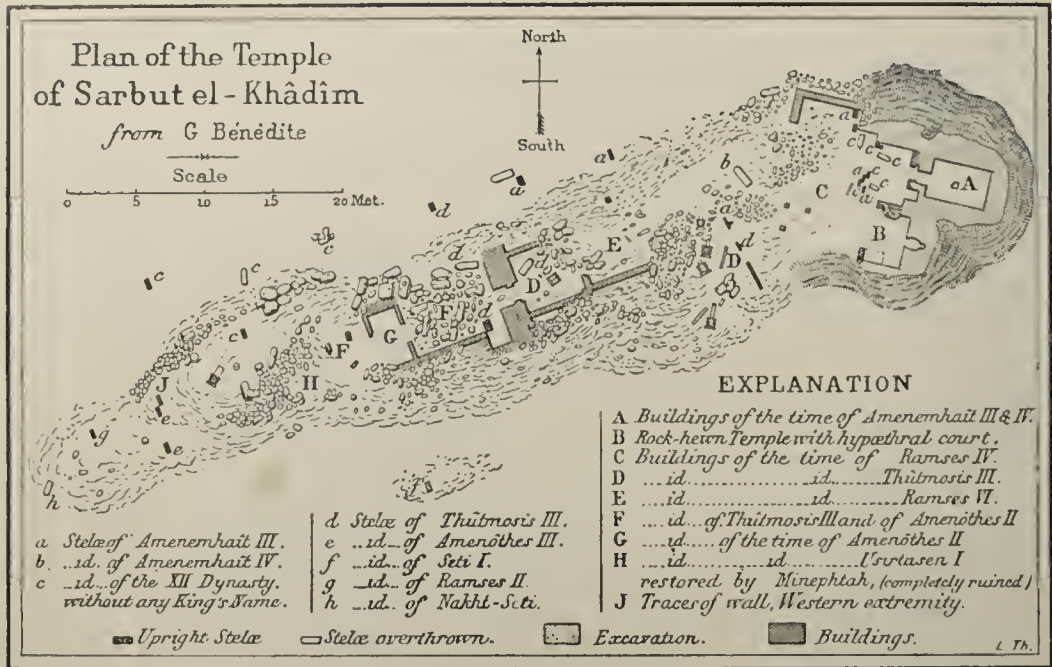 Plan of the Temple
of Sarbut el-Khâdîm
from G Bénédite
Scale
0 5 10 15 20 Met.
North
South
a
b
c
c
c
a
c
a
A
C
B
a
a
d
c
E
a
d
D
d
d
D
c
c
c
F
d
G
F
c
H
J
e
g
e
h
f
EXPLANATION
A Buildings of the time of Amenemhaît III & IV.
B Rock-hewn Temple with hypæthral court.
C Buildings of the time of Ramses IV.
D ....id..................id.......Thûtmosis III.
E ....id..................id..........Ramses VI.
F ....id...of Thûtmosis III and of Amenôthes II
G ....id......of the time of Amenôthes II
H ....id............id..........Usirtasen I
restored by Minephtah, (completely ruined)
J Traces of wall, Western extremity.
a Stelæ of Amenemhaît III.
b ..id. of Amenemhaît IV.
c ...id...of the XII Dynasty.
without any King's Name.
d Stelæ of Thûtmosis III.
e ...id... of Amenôthes III.
f ...id... of Seti I.
g ...id... of Ramses II.
h ...id... of Nakht-Seti.
Upright Stelæ
Stelæ overthrown.
Excavation.
Buildings.
L Th.